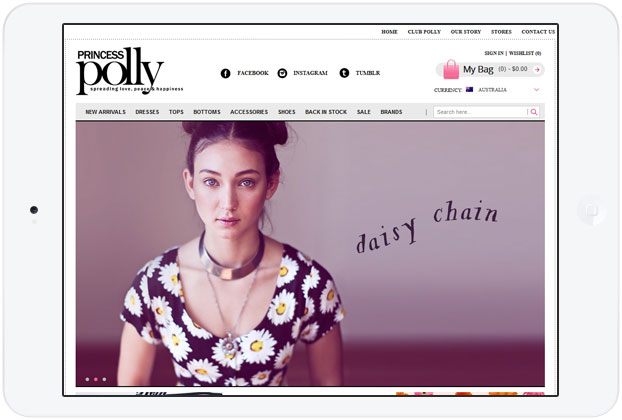 HOME CLUB POLLY OUR STORY STORES CONTACT US
PRINCESS
polly
spreading love, peace & happiness
FACEBOOK INSTAGRAM TUMBLR
SIGN IN | WISHLIST (0)
My Bag (0) - $0.00
CURRENCY: AUSTRALIA
NEW ARRIVALS DRESSES TOPS BOTTOMS ACCESSORIES SHOES BACK IN STOCK SALE BRANDS | Search here...
daisy chain